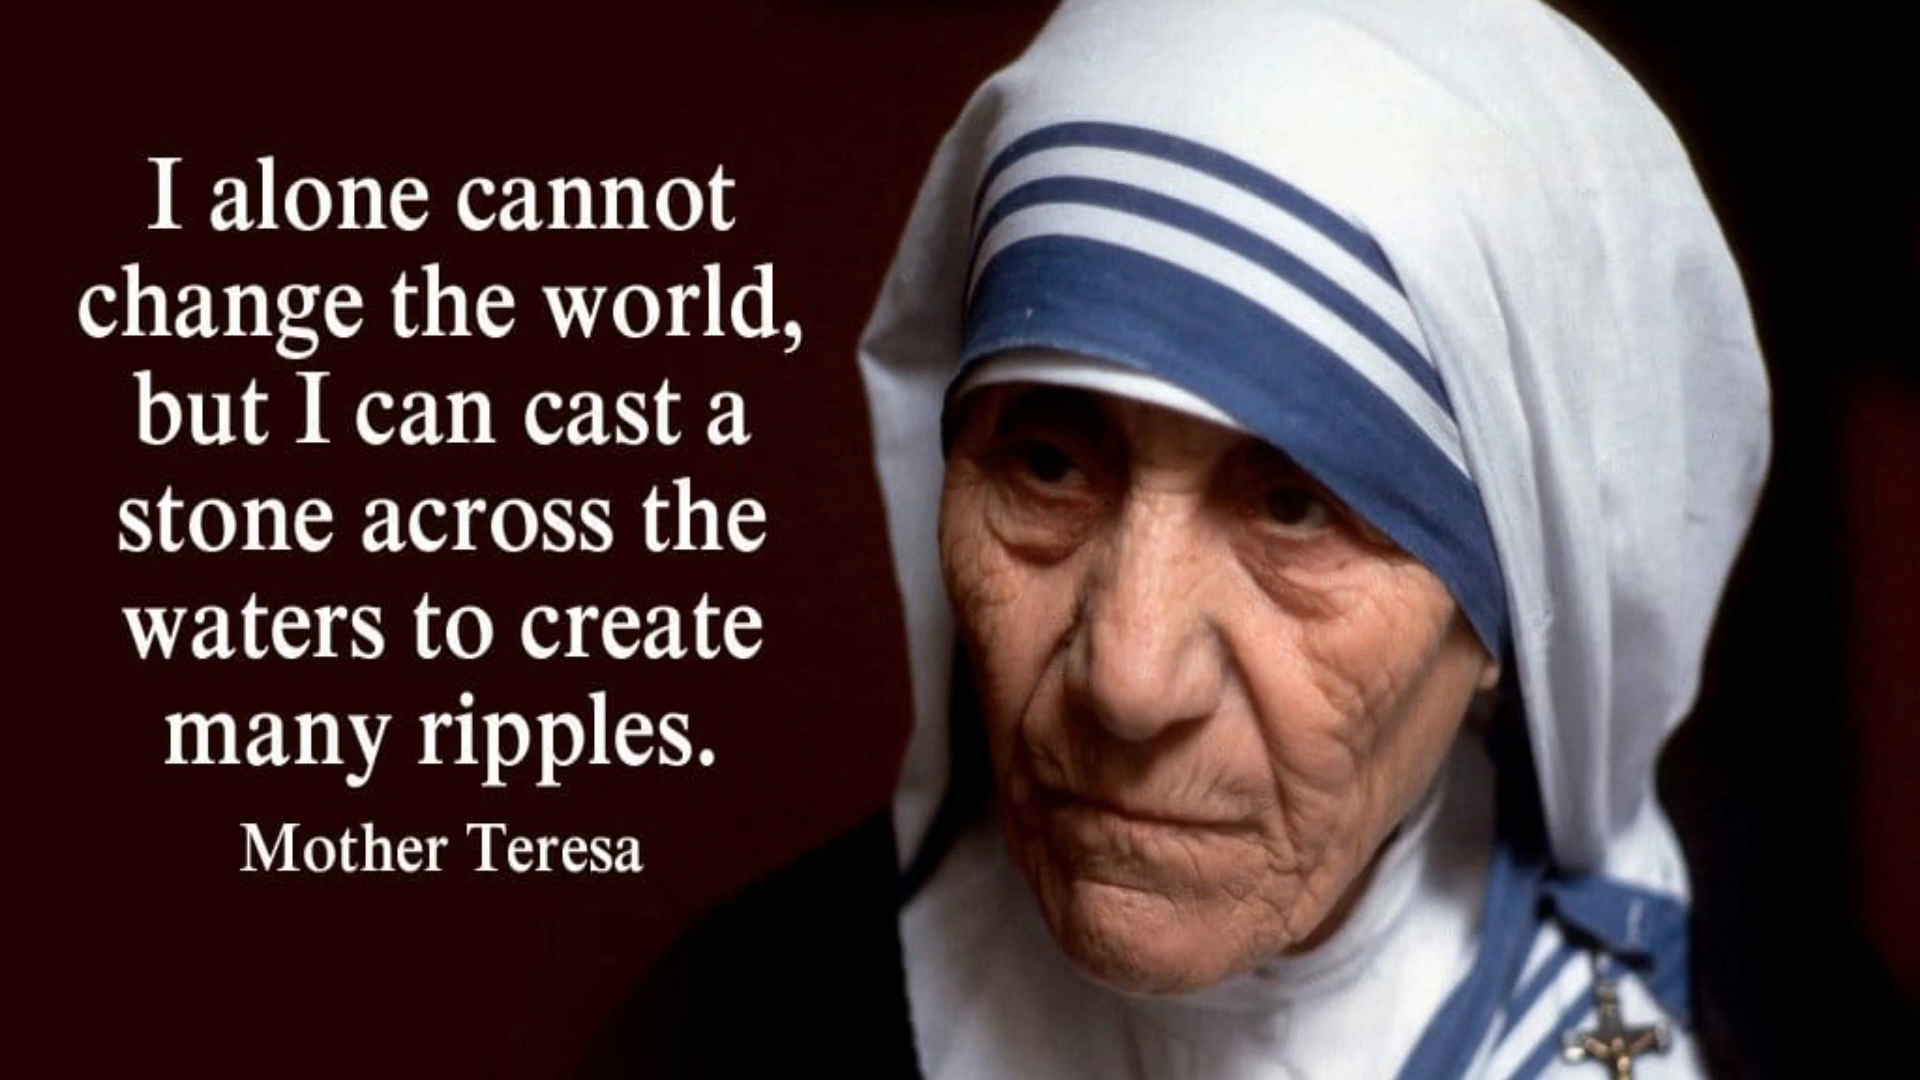 I alone cannot
change the world,
but I can cast a
stone across the
waters to create
many ripples.
Mother Teresa